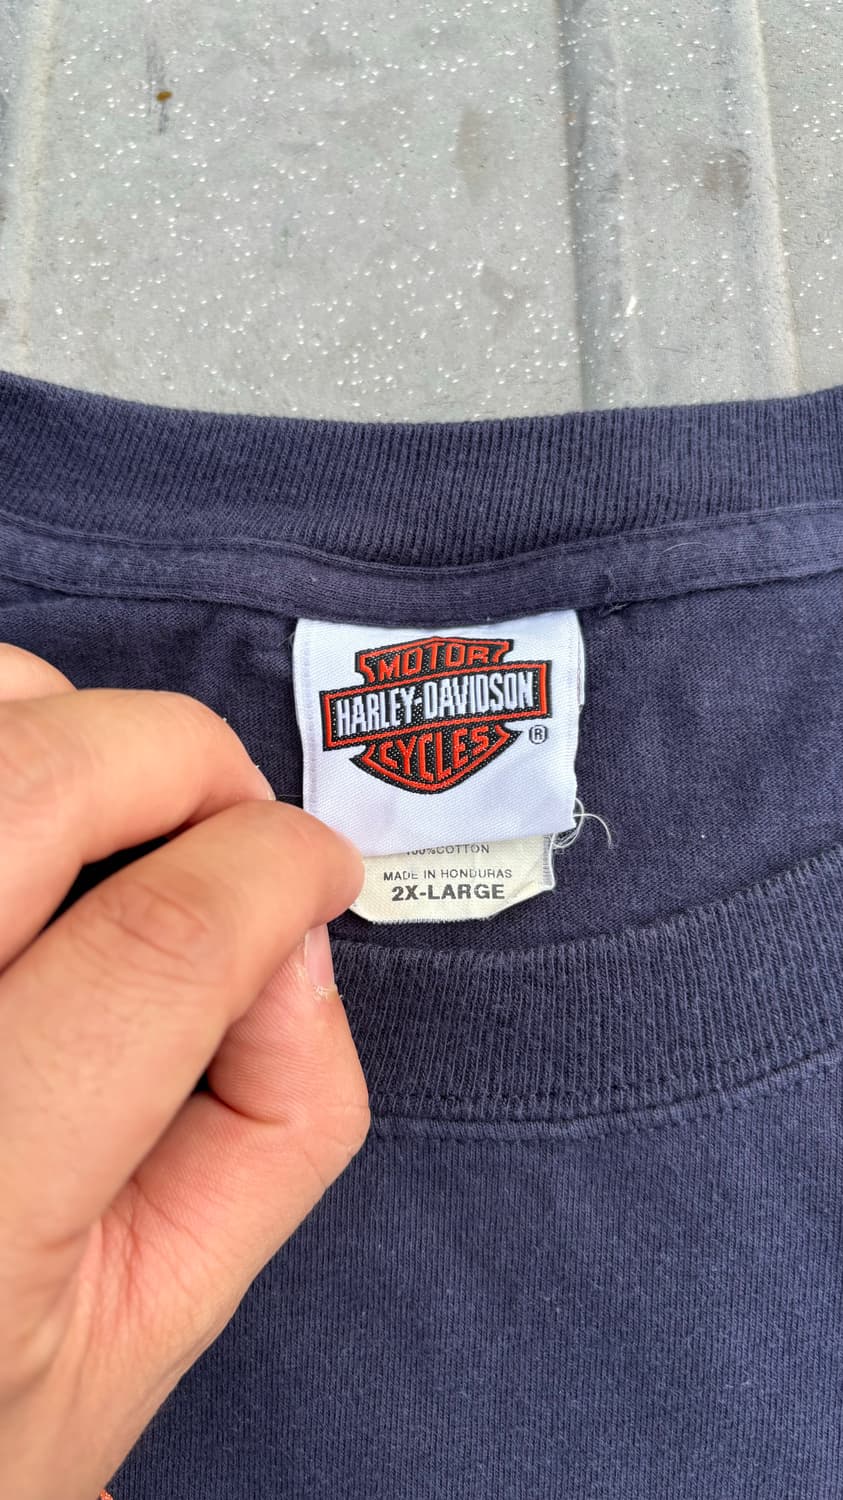 MOTOR
HARLEY-DAVIDSON
CYCLES
®
100%COTTON
MADE IN HONDURAS
2X-LARGE